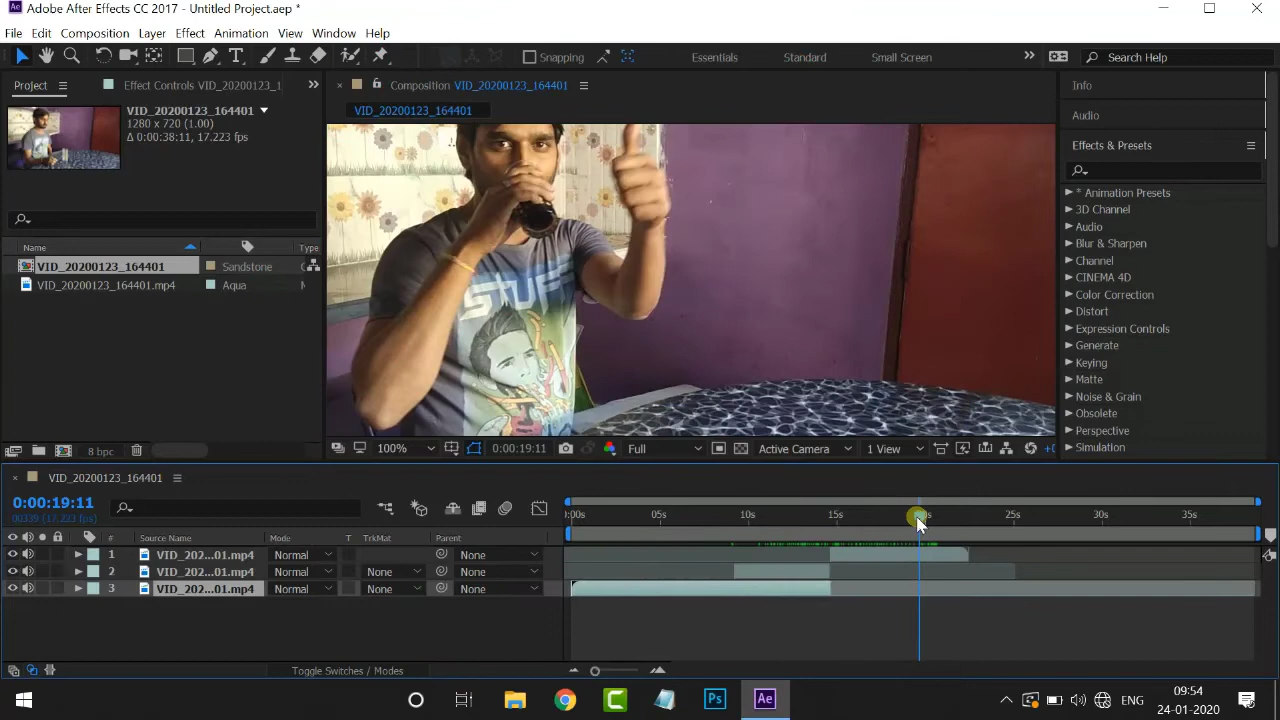 Adobe After Effects CC 2017 - Untitled Project.aep *
File Edit Composition Layer Effect Animation View Window Help
Snapping Essentials Standard Small Screen Search Help
Project Effect Controls VID_20200123_1
Composition VID_20200123_164401
Info
VID_20200123_164401
VID_20200123_164401
1280 x 720 (1.00)
Δ 0:00:38:11, 17.223 fps
Audio
Effects & Presets
STUFF
* Animation Presets
3D Channel
Audio
Blur & Sharpen
Channel
CINEMA 4D
Color Correction
Distort
Expression Controls
Generate
Keying
Matte
Noise & Grain
Obsolete
Perspective
Simulation
Name Type
VID_20200123_164401 Sandstone C
VID_20200123_164401.mp4 Aqua M
8 bpc
100% 0:00:19:11 Full Active Camera 1 View +0
VID_20200123_164401
0:00:19:11
00339 (17.223 fps)
:00s 05s 10s 15s 0s 25s 30s 35s
# Source Name Mode T TrkMat Parent
1 VID_202...01.mp4 Normal None
2 VID_202...01.mp4 Normal None None
3 VID_202...01.mp4 Normal None None
Toggle Switches / Modes
ENG
09:54
24-01-2020